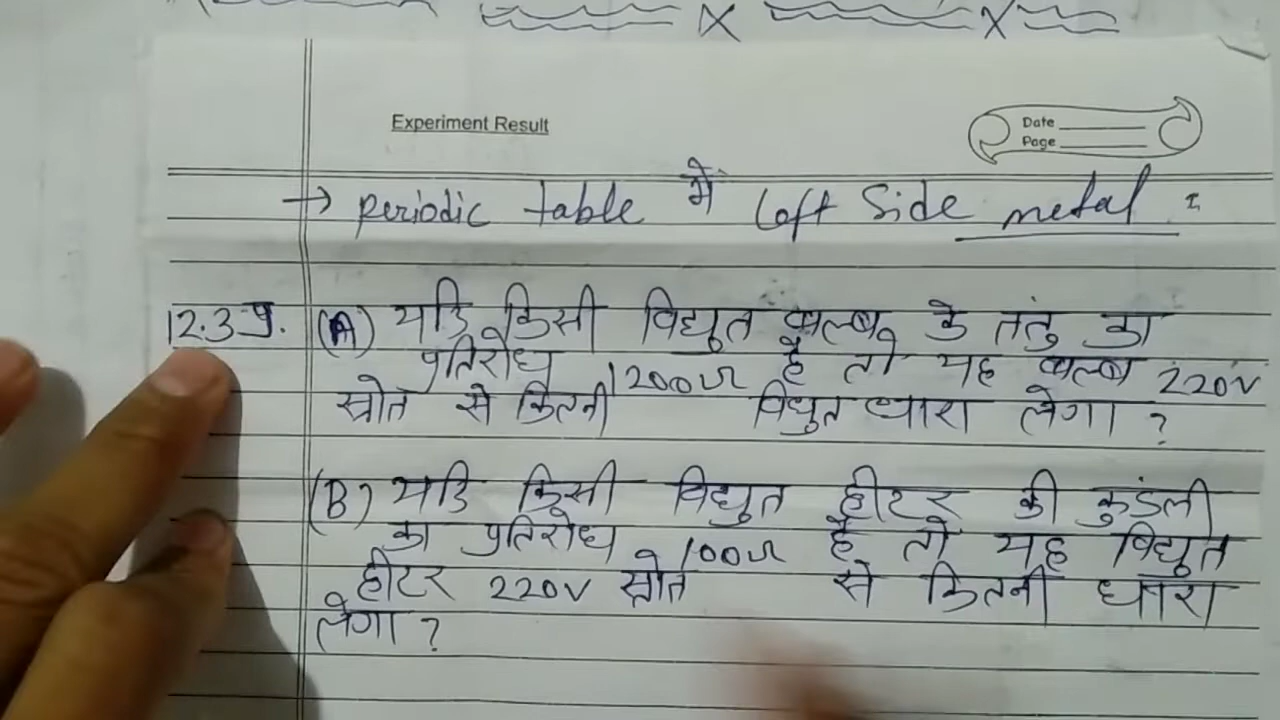 Experiment Result
Date
Page
→ Periodic table में Left Side metal :
12.3 प्र. (A) यदि किसी विद्युत बल्ब के तंतु का
प्रतिरोध 1200Ω है तो यह बल्ब 220V
स्रोत से कितनी विधुत धारा लेगा ?
(B) यदि किसी विद्युत हीटर की कुंडली
का प्रतिरोध 100Ω है तो यह विद्युत
हीटर 220V स्रोत से कितनी धारा
लेगा ?